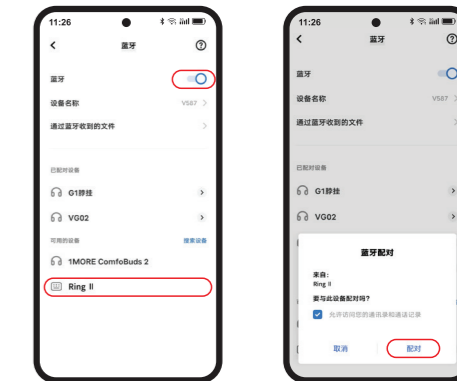 11:26
蓝牙
蓝牙
设备名称 V567
通过蓝牙收到的文件
已配对设备
G1脖挂
VG02
可用的设备 搜索设备
1MORE ComfoBuds 2
Ring II
11:26
蓝牙
蓝牙
设备名称 V567
通过蓝牙收到的文件
已配对设备
G1脖挂
VG02
蓝牙配对
来自:
Ring II
要与此设备配对吗?
允许访问您的通讯录和通话记录
取消 配对